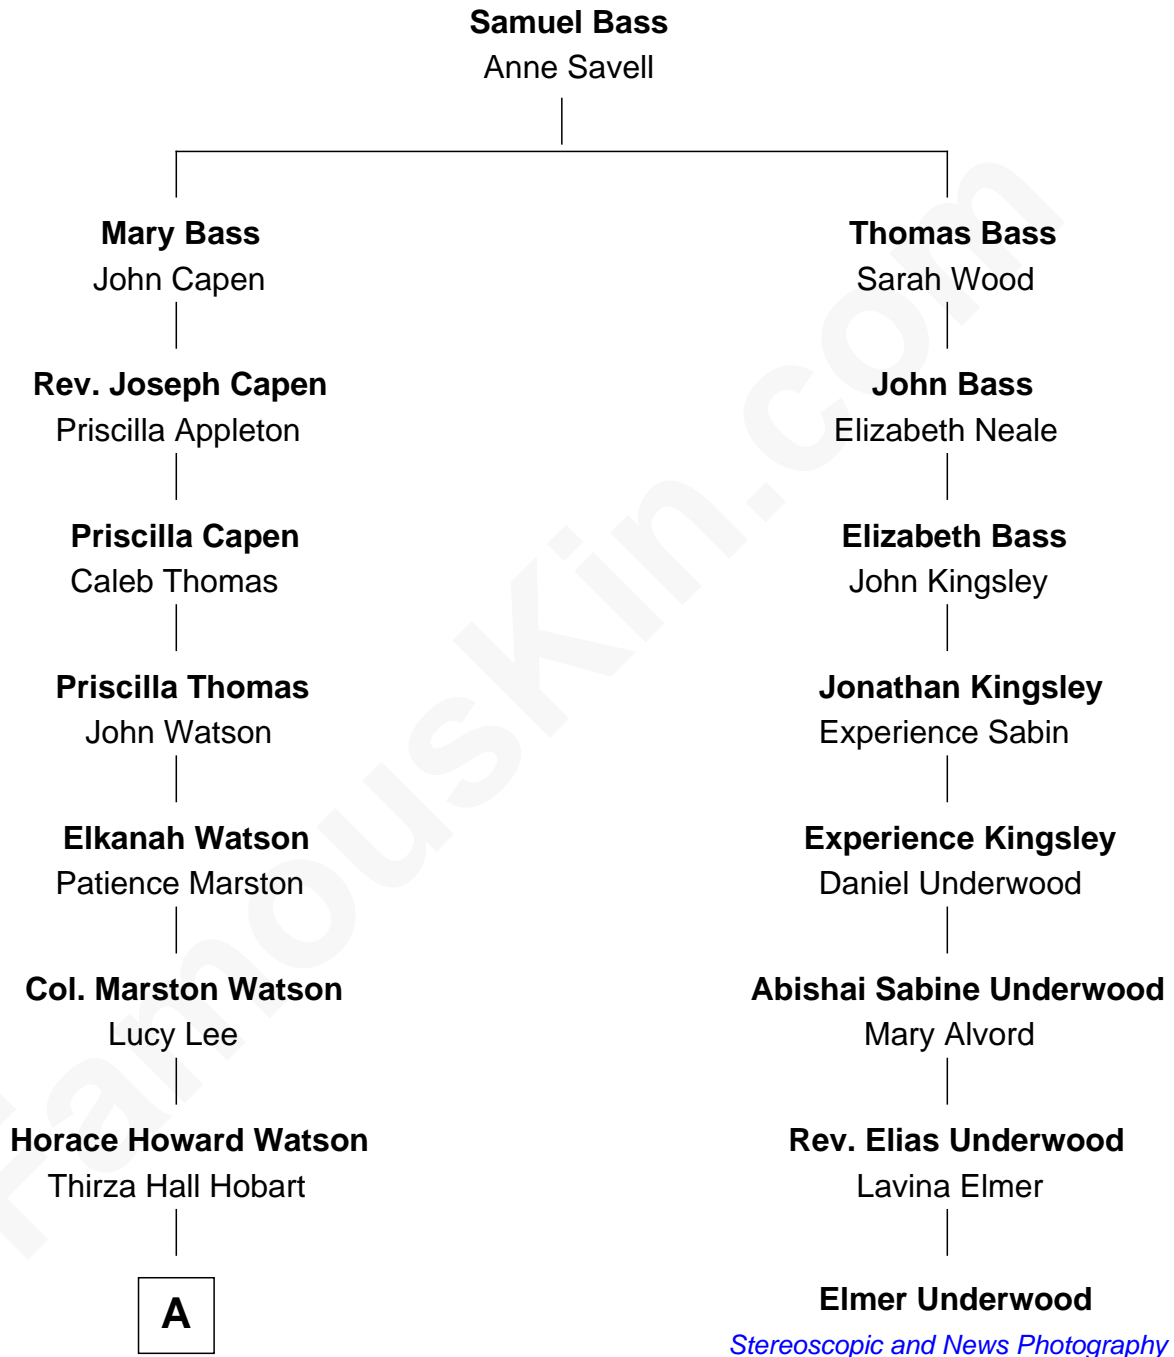 Samuel Bass
Anne Savell
Mary Bass
John Capen
Thomas Bass
Sarah Wood
Rev. Joseph Capen
Priscilla Appleton
John Bass
Elizabeth Neale
Priscilla Capen
Caleb Thomas
Elizabeth Bass
John Kingsley
Priscilla Thomas
John Watson
Jonathan Kingsley
Experience Sabin
Elkanah Watson
Patience Marston
Experience Kingsley
Daniel Underwood
Col. Marston Watson
Lucy Lee
Abishai Sabine Underwood
Mary Alvord
Horace Howard Watson
Thirza Hall Hobart
Rev. Elias Underwood
Lavina Elmer
A
Elmer Underwood
Stereoscopic and News Photography
FamousKin.com